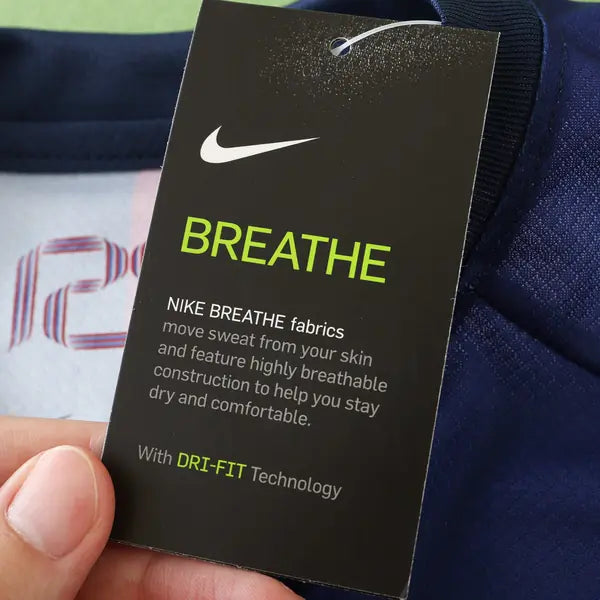 BREATHE
NIKE BREATHE fabrics
move sweat from your skin
and feature highly breathable
construction to help you stay
dry and comfortable.
With DRI-FIT Technology